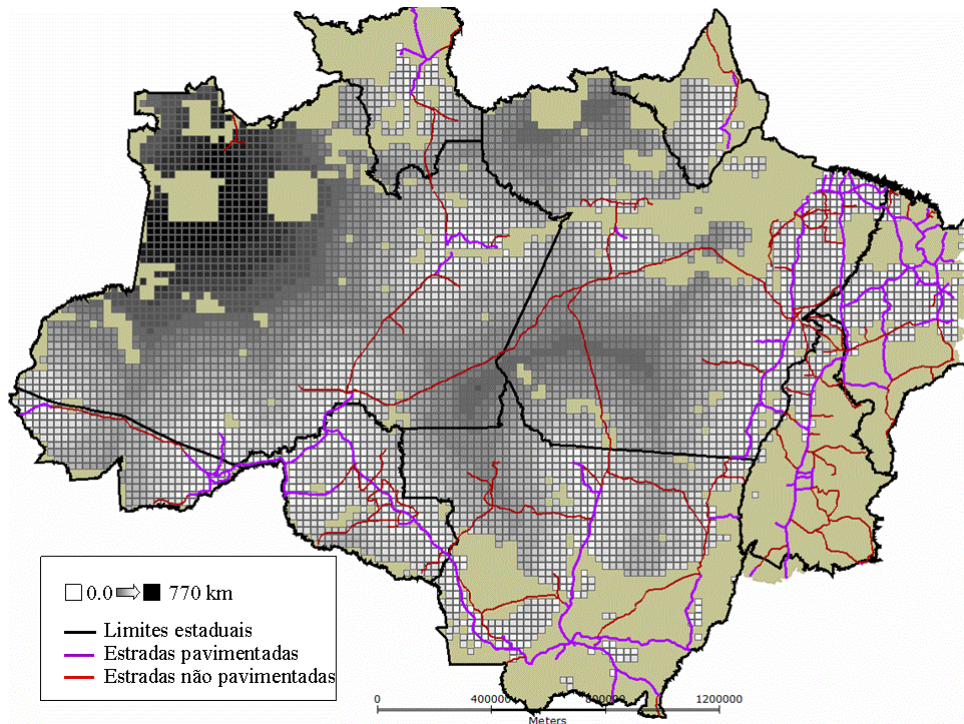 0.0 770 km
Limites estaduais
Estradas pavimentadas
Estradas não pavimentadas
0 400000 800000 1200000
Meters